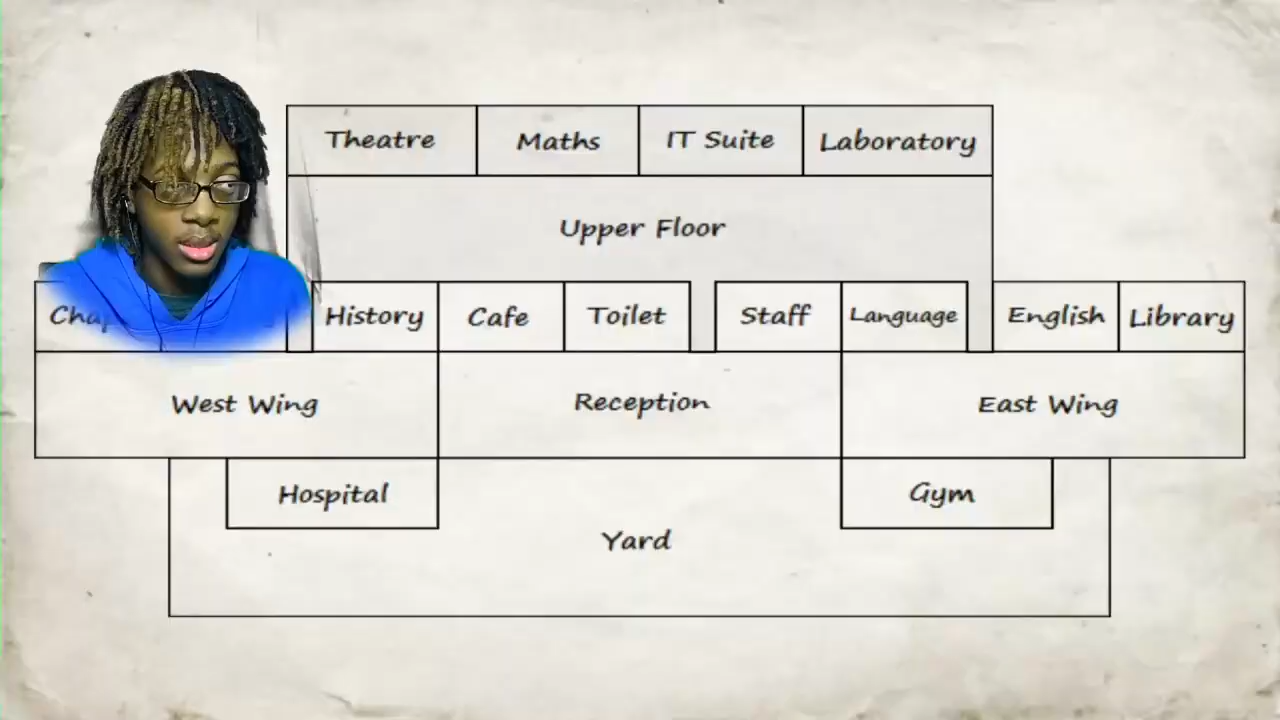 Theatre
Maths
IT Suite
Laboratory
Upper Floor
History
Cafe
Toilet
Staff
Language
English
Library
West Wing
Reception
East Wing
Hospital
Gym
Yard